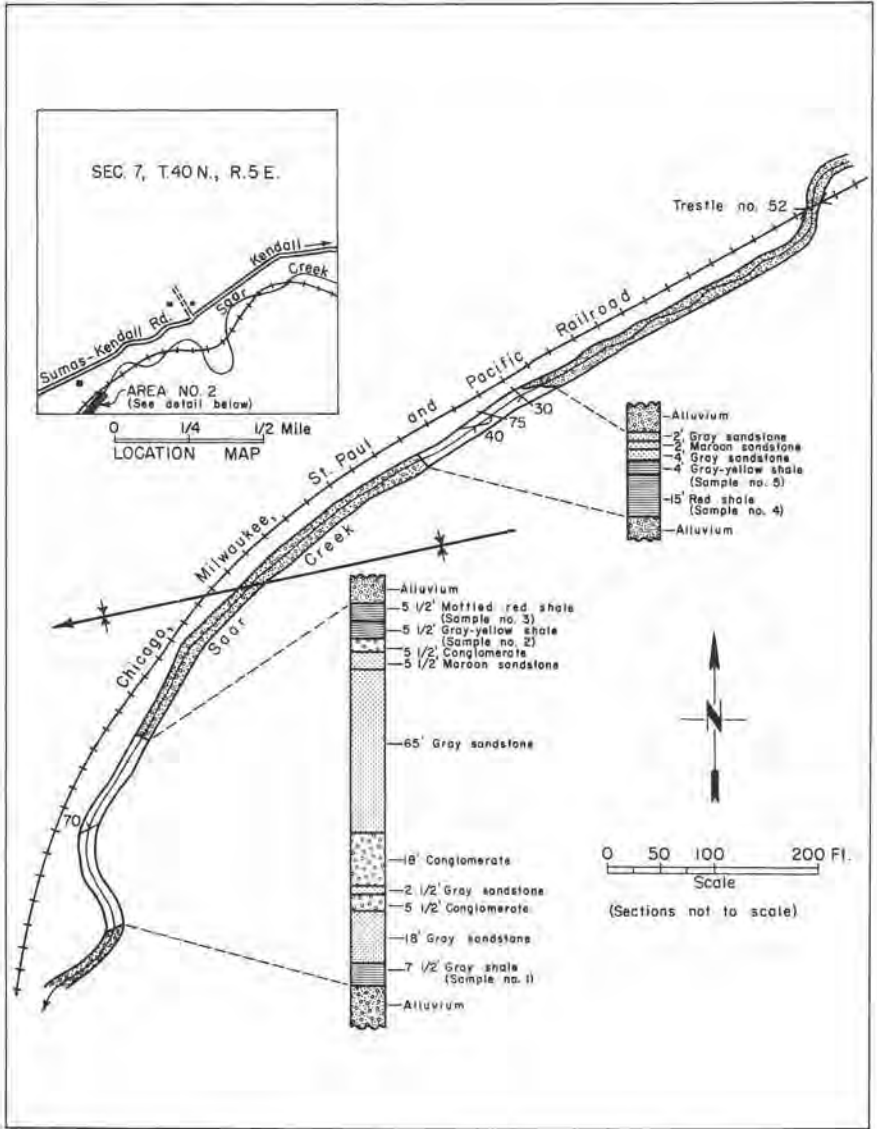 SEC. 7, T.40 N., R.5 E.
Kendall
Creek
Saar
Sumas-Kendall Rd.
AREA NO. 2
(See detail below)
0 1/4 1/2 Mile
LOCATION MAP
Trestle no. 52
Chicago, Milwaukee, St. Paul and Pacific Railroad
30
75
40
Saar Creek
70
Alluvium
2' Gray sandstone
2' Maroon sandstone
4' Gray sandstone
4' Gray-yellow shale
(Sample no. 5)
15' Red shale
(Sample no. 4)
Alluvium
Alluvium
5 1/2' Mottled red shale
(Sample no. 3)
5 1/2' Gray-yellow shale
(Sample no. 2)
5 1/2' Conglomerate
5 1/2' Maroon sandstone
65' Gray sandstone
18' Conglomerate
2 1/2' Gray sandstone
5 1/2' Conglomerate
18' Gray sandstone
7 1/2' Gray shale
(Sample no. 1)
Alluvium
N
0 50 100 200 Ft.
Scale
(Sections not to scale)